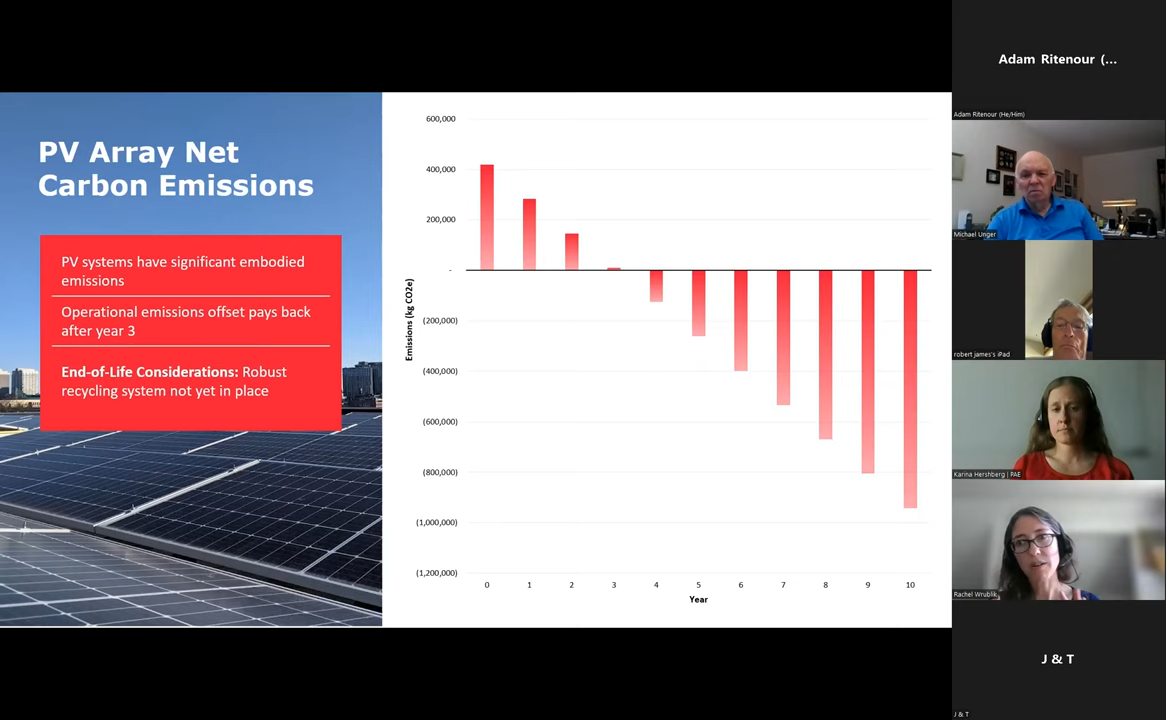 PV Array Net
Carbon Emissions
PV systems have significant embodied
emissions
Operational emissions offset pays back
after year 3
End-of-Life Considerations: Robust
recycling system not yet in place
Emissions (kg CO2e)
600,000
400,000
200,000
-
(200,000)
(400,000)
(600,000)
(800,000)
(1,000,000)
(1,200,000)
0 1 2 3 4 5 6 7 8 9 10
Year
Adam Ritenour (...
Adam Ritenour (He/Him)
Michael Unger
robert james's iPad
Karina Hershberg | PAE
Rachel Wrublik
J & T
J & T